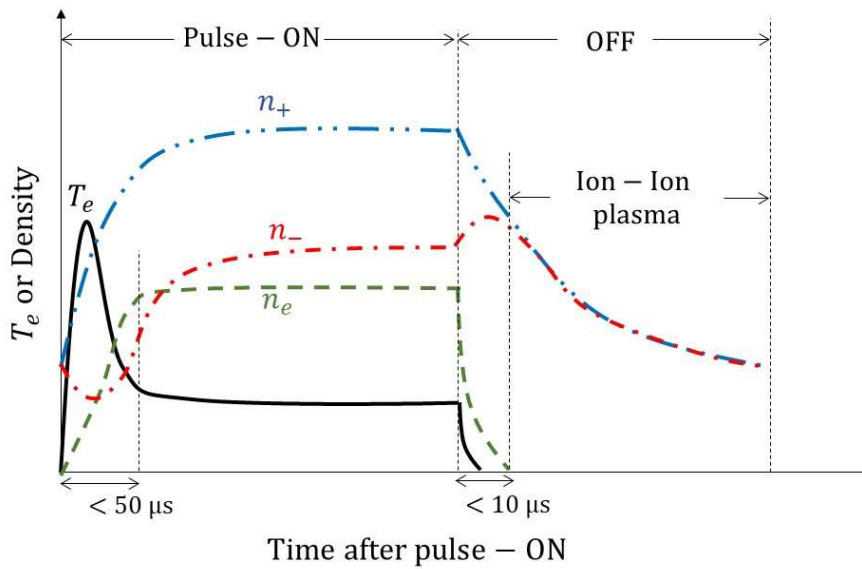 Pulse − ON
OFF
n₊
Tₑ
Ion − Ion
plasma
n₋
nₑ
Tₑ or Density
< 50 μs
< 10 μs
Time after pulse − ON